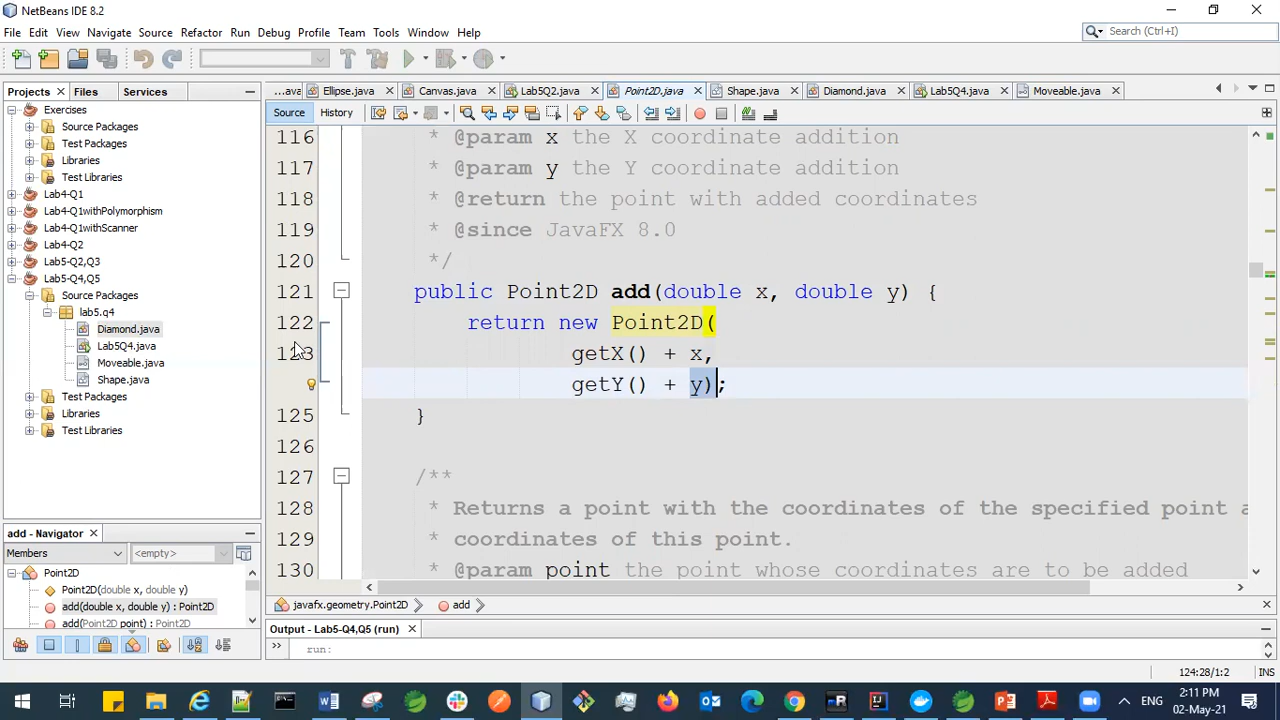 NetBeans IDE 8.2
File Edit View Navigate Source Refactor Run Debug Profile Team Tools Window Help
Search (Ctrl+I)
Projects Files Services
...ava Ellipse.java Canvas.java Lab5Q2.java Point2D.java Shape.java Diamond.java Lab5Q4.java Moveable.java
Source History
Exercises
Source Packages
Test Packages
Libraries
Test Libraries
Lab4-Q1
Lab4-Q1withPolymorphism
Lab4-Q1withScanner
Lab4-Q2
Lab5-Q2,Q3
Lab5-Q4,Q5
Source Packages
lab5.q4
Diamond.java
Lab5Q4.java
Moveable.java
Shape.java
Test Packages
Libraries
Test Libraries
116 * @param x the X coordinate addition
117 * @param y the Y coordinate addition
118 * @return the point with added coordinates
119 * @since JavaFX 8.0
120 */
121 public Point2D add(double x, double y) {
122 return new Point2D(
123 getX() + x,
getY() + y);
125 }
126
127 /**
128 * Returns a point with the coordinates of the specified point a
129 * coordinates of this point.
130 * @param point the point whose coordinates are to be added
add - Navigator
Members <empty>
Point2D
Point2D(double x, double y)
add(double x, double y) : Point2D
add(Point2D point) : Point2D
javafx.geometry.Point2D add
Output - Lab5-Q4,Q5 (run)
run:
124:28/1:2 INS
ENG
2:11 PM
02-May-21